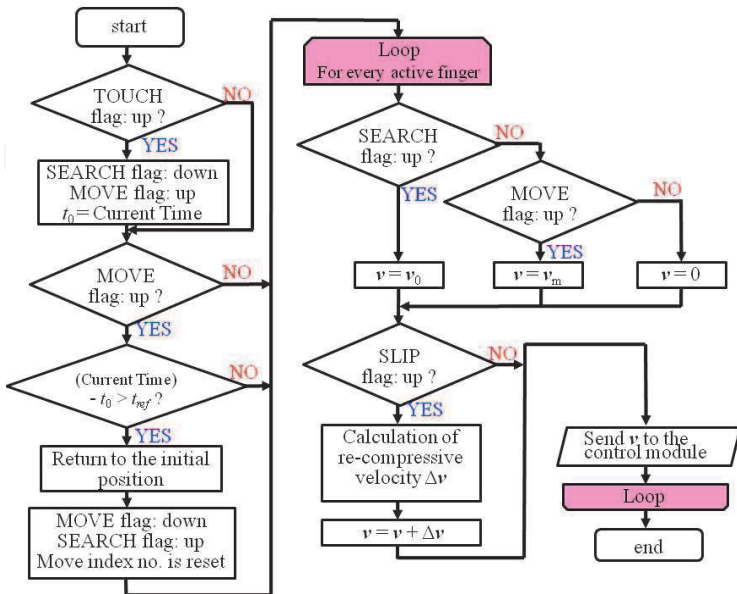 start
TOUCH
flag: up ?
NO
YES
SEARCH flag: down
MOVE flag: up
t0 = Current Time
MOVE
flag: up ?
NO
YES
(Current Time)
- t0 > tref ?
NO
YES
Return to the initial
position
MOVE flag: down
SEARCH flag: up
Move index no. is reset
Loop
For every active finger
SEARCH
flag: up ?
NO
YES
MOVE
flag: up ?
NO
YES
v = v0
v = vm
v = 0
SLIP
flag: up ?
NO
YES
Calculation of
re-compressive
velocity Δv
v = v + Δv
Send v to the
control module
Loop
end